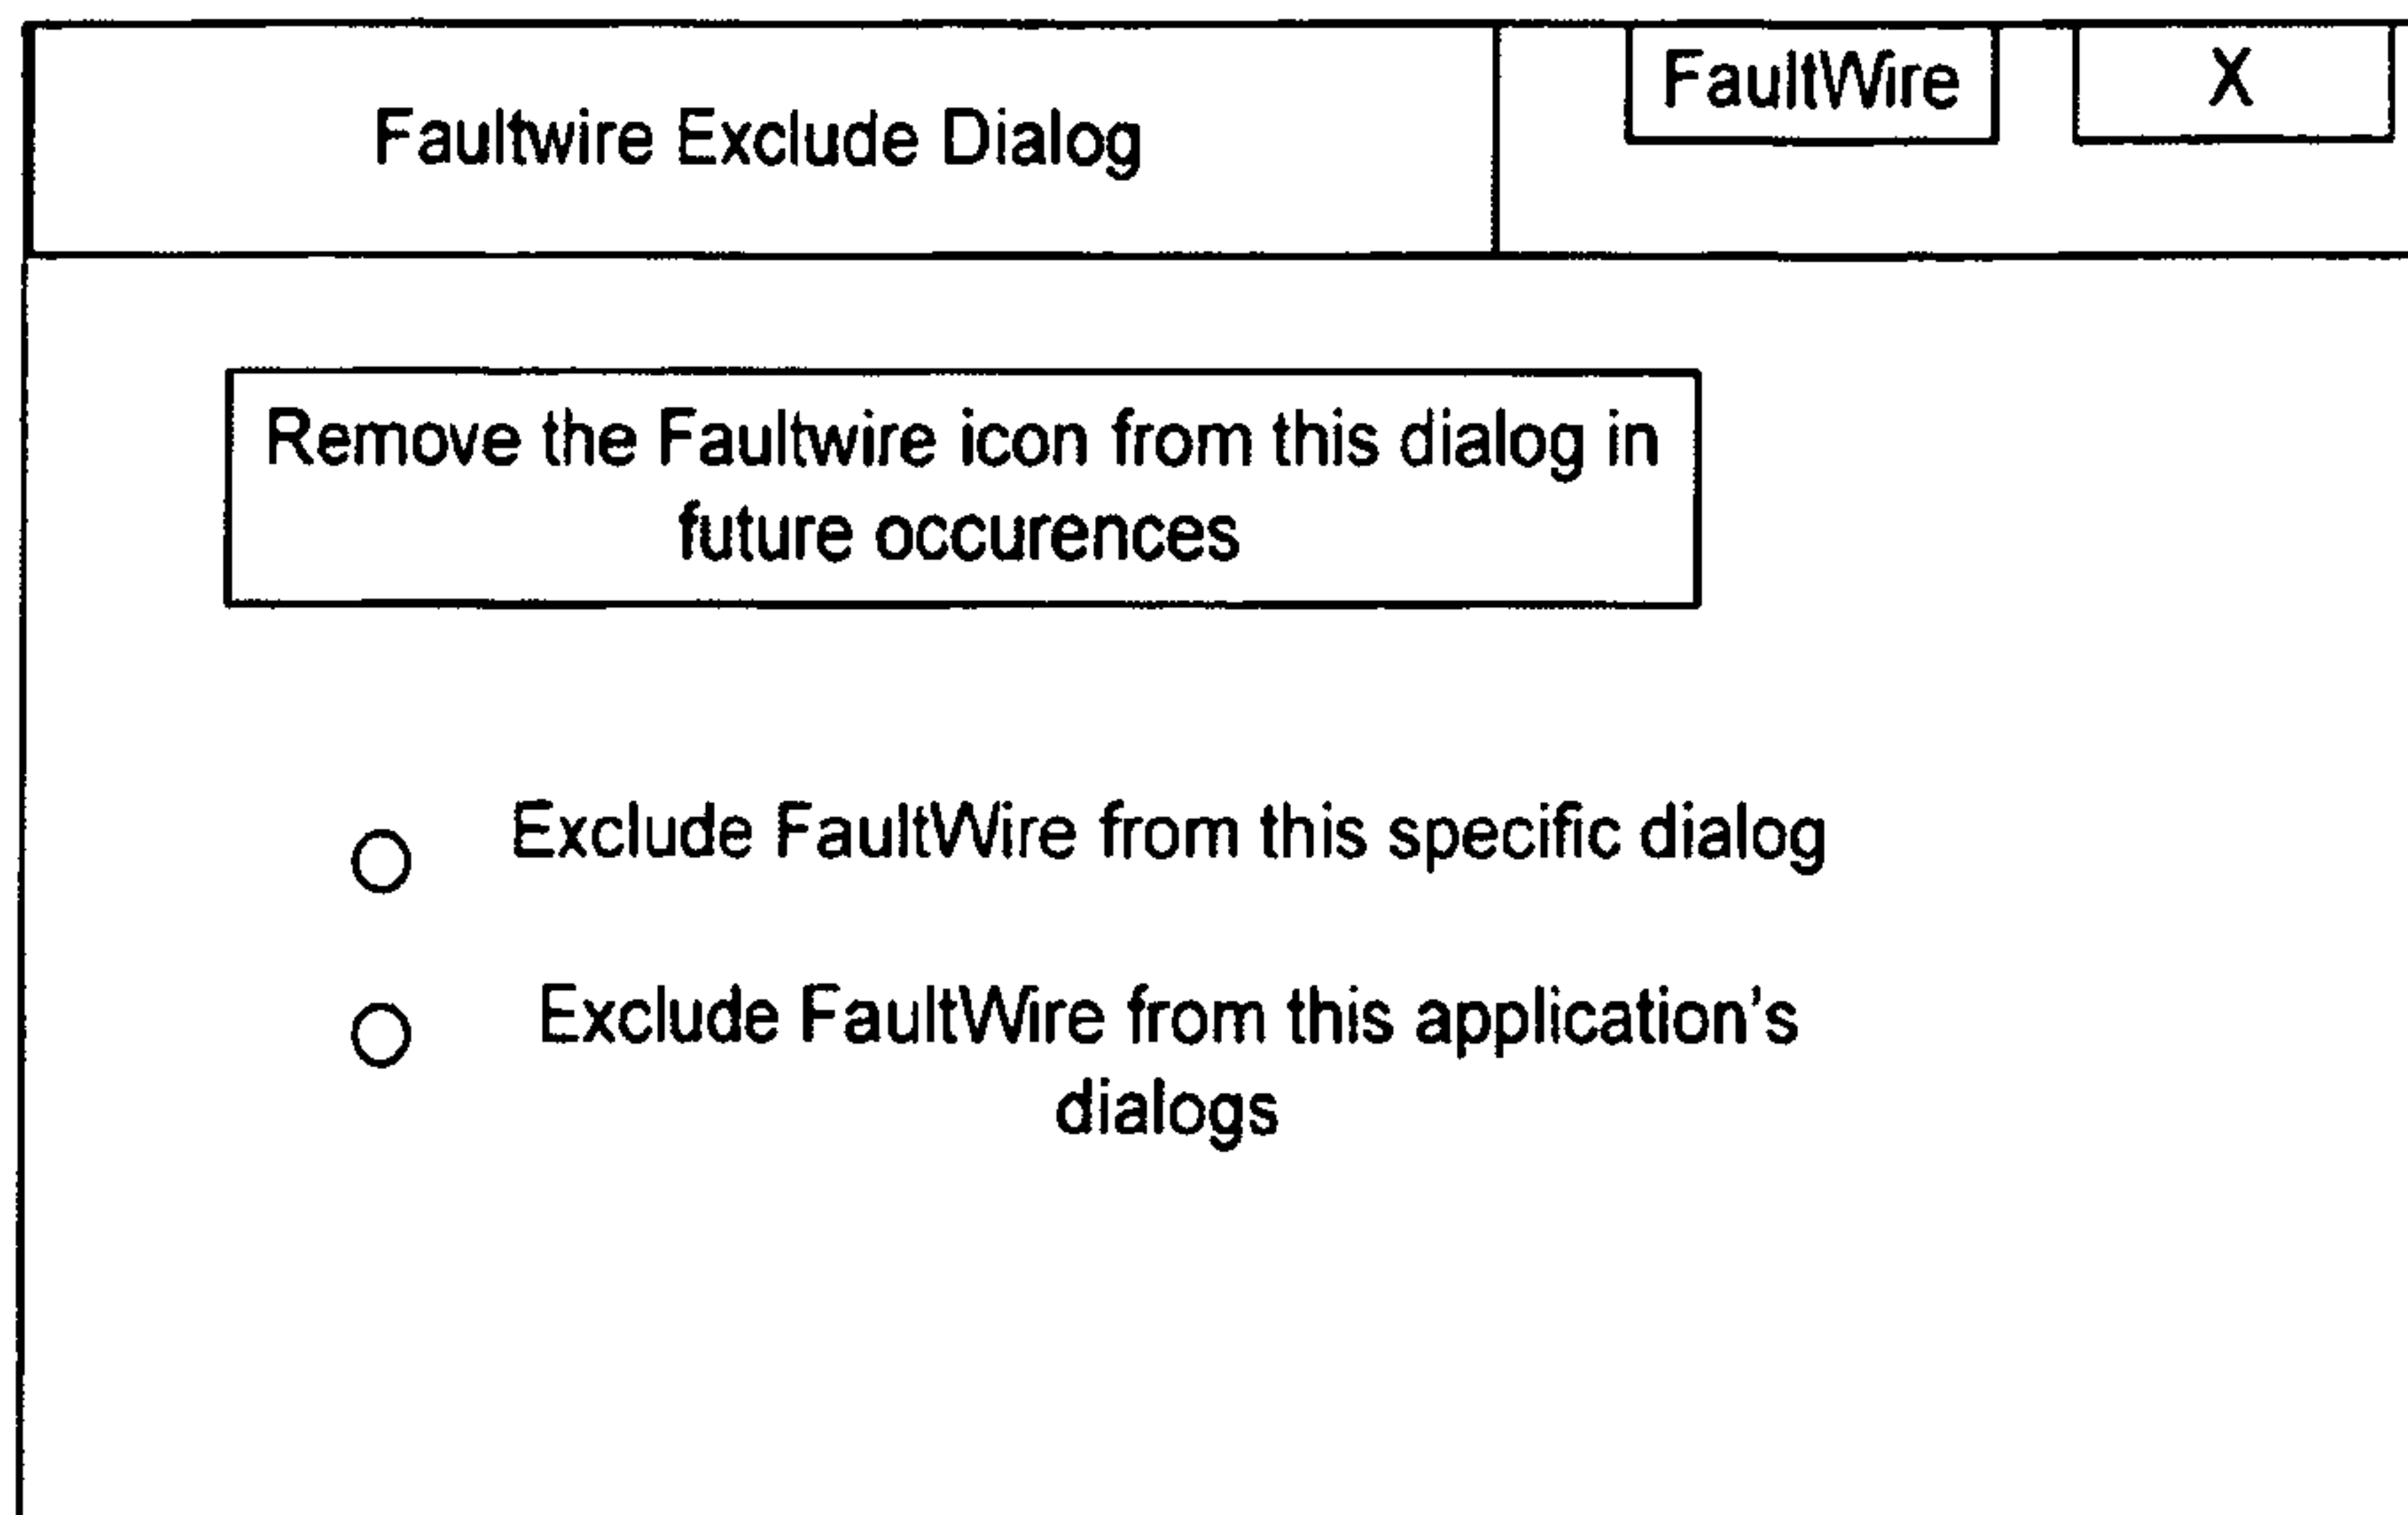 Faultwire Exclude Dialog
FaultWire
X
Remove the Faultwire icon from this dialog in
future occurences
Exclude FaultWire from this specific dialog
Exclude FaultWire from this application's
dialogs